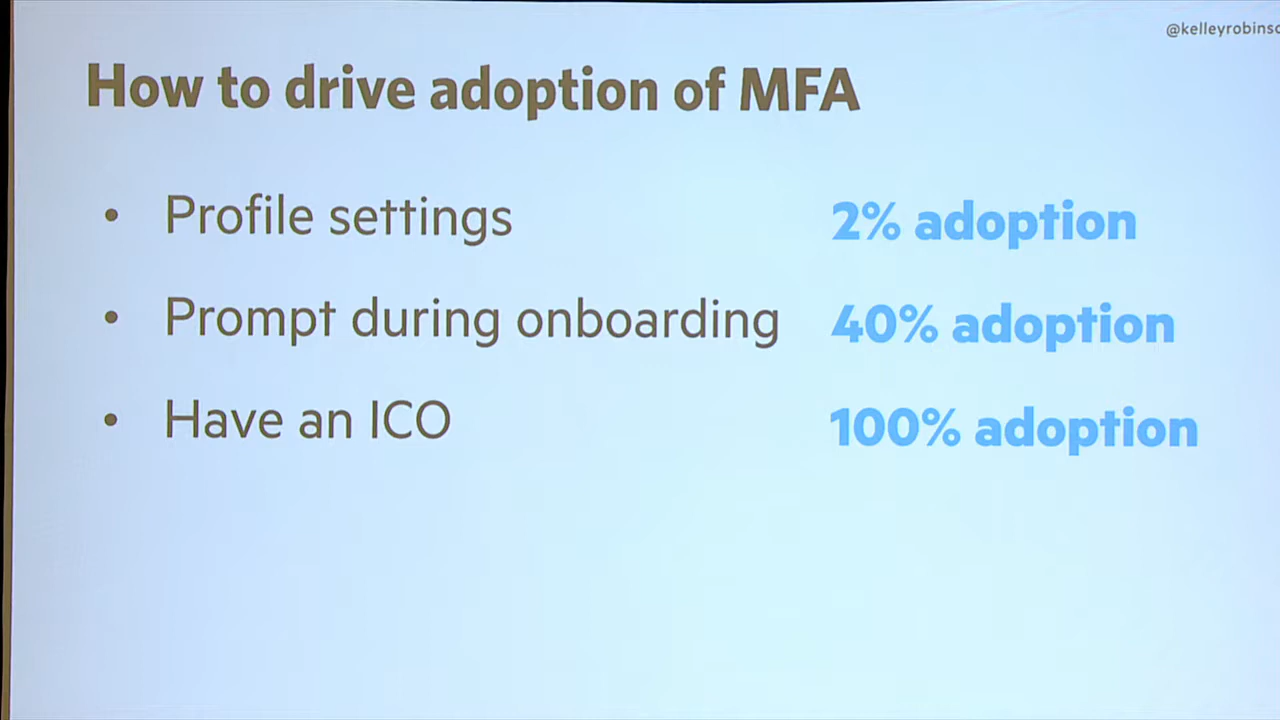 @kelleyrobinso
How to drive adoption of MFA
• Profile settings 2% adoption
• Prompt during onboarding 40% adoption
• Have an ICO 100% adoption